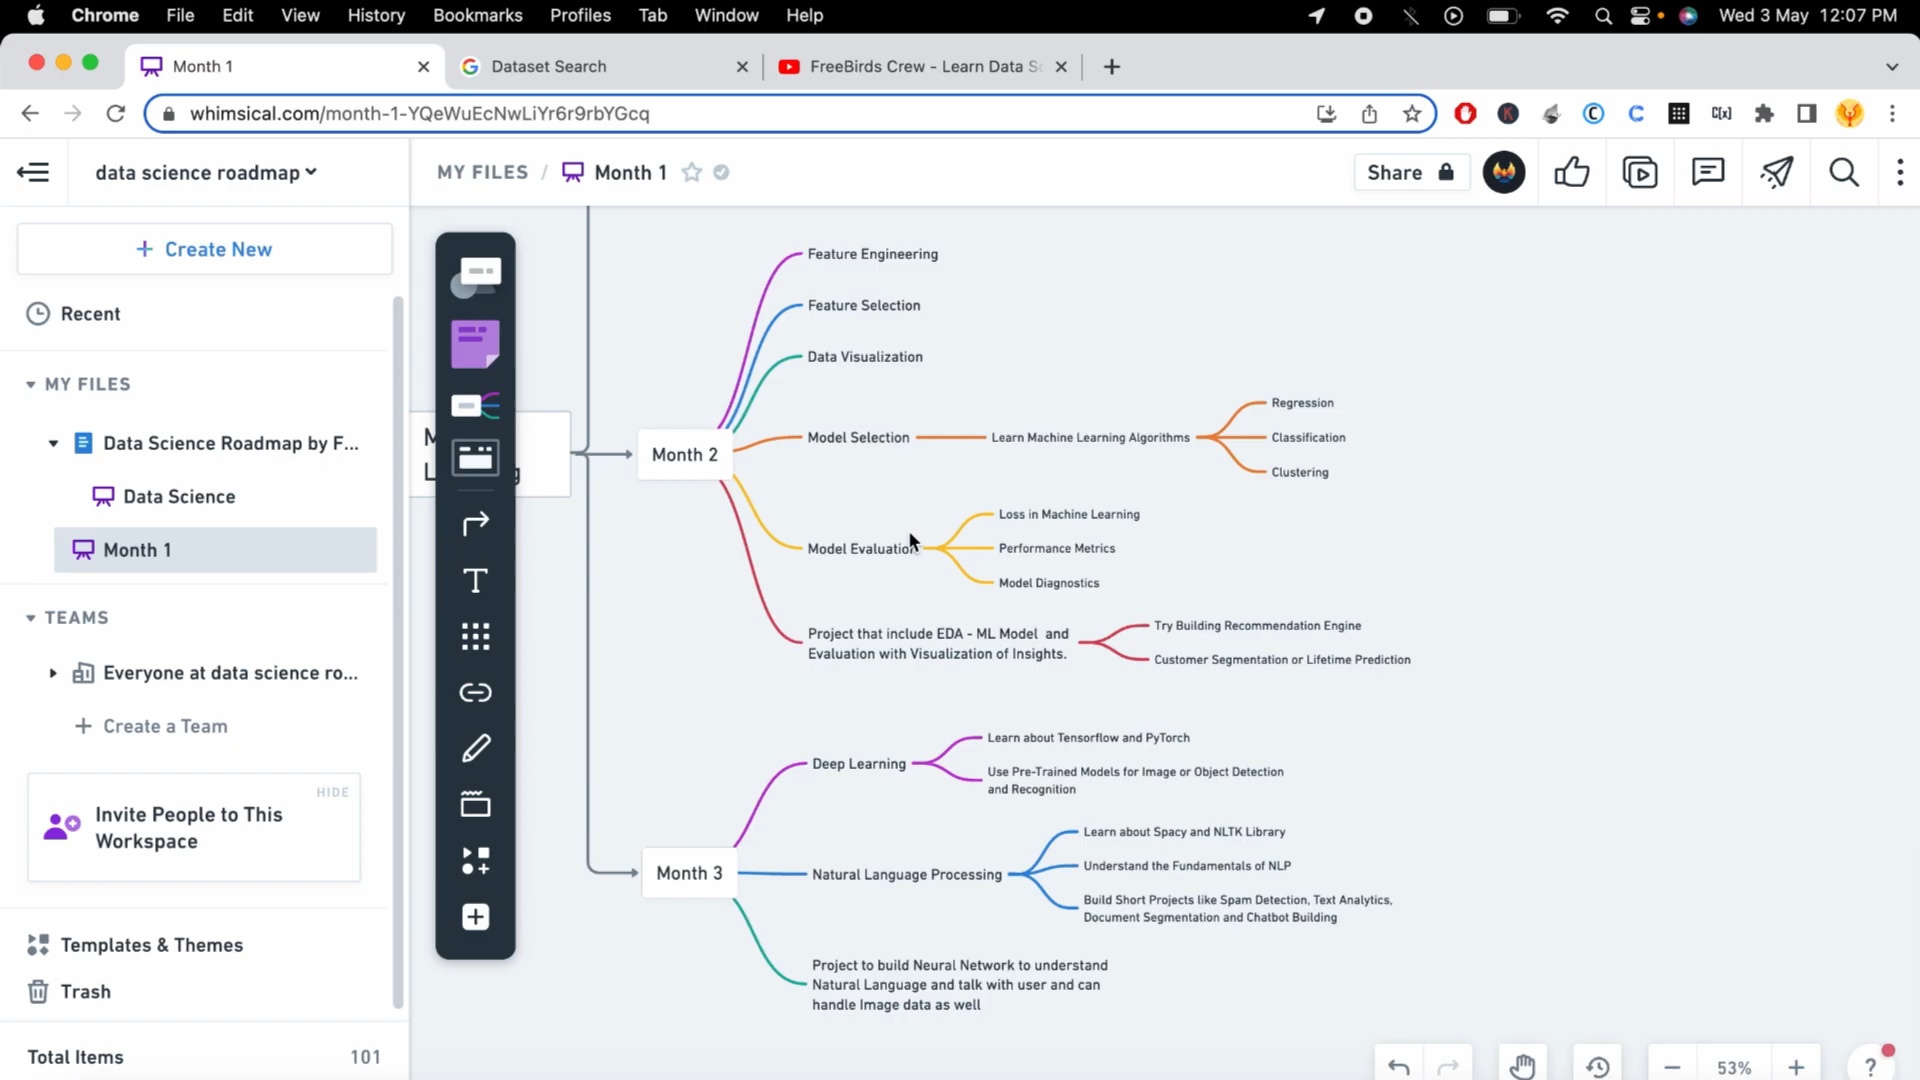 Chrome File Edit View History Bookmarks Profiles Tab Window Help Wed 3 May 12:07 PM
Month 1 Dataset Search FreeBirds Crew - Learn Data S
whimsical.com/month-1-YQeWuEcNwLiYr6r9rbYGcq
data science roadmap MY FILES / Month 1 Share
+ Create New
Recent
MY FILES
Data Science Roadmap by F...
Data Science
Month 1
TEAMS
Everyone at data science ro...
+ Create a Team
HIDE
Invite People to This
Workspace
Templates & Themes
Trash
Total Items 101
Month 2
Feature Engineering
Feature Selection
Data Visualization
Model Selection
Learn Machine Learning Algorithms
Regression
Classification
Clustering
Model Evaluation
Loss in Machine Learning
Performance Metrics
Model Diagnostics
Project that include EDA - ML Model and
Evaluation with Visualization of Insights.
Try Building Recommendation Engine
Customer Segmentation or Lifetime Prediction
Month 3
Deep Learning
Learn about Tensorflow and PyTorch
Use Pre-Trained Models for Image or Object Detection
and Recognition
Natural Language Processing
Learn about Spacy and NLTK Library
Understand the Fundamentals of NLP
Build Short Projects like Spam Detection, Text Analytics,
Document Segmentation and Chatbot Building
Project to build Neural Network to understand
Natural Language and talk with user and can
handle Image data as well
53%